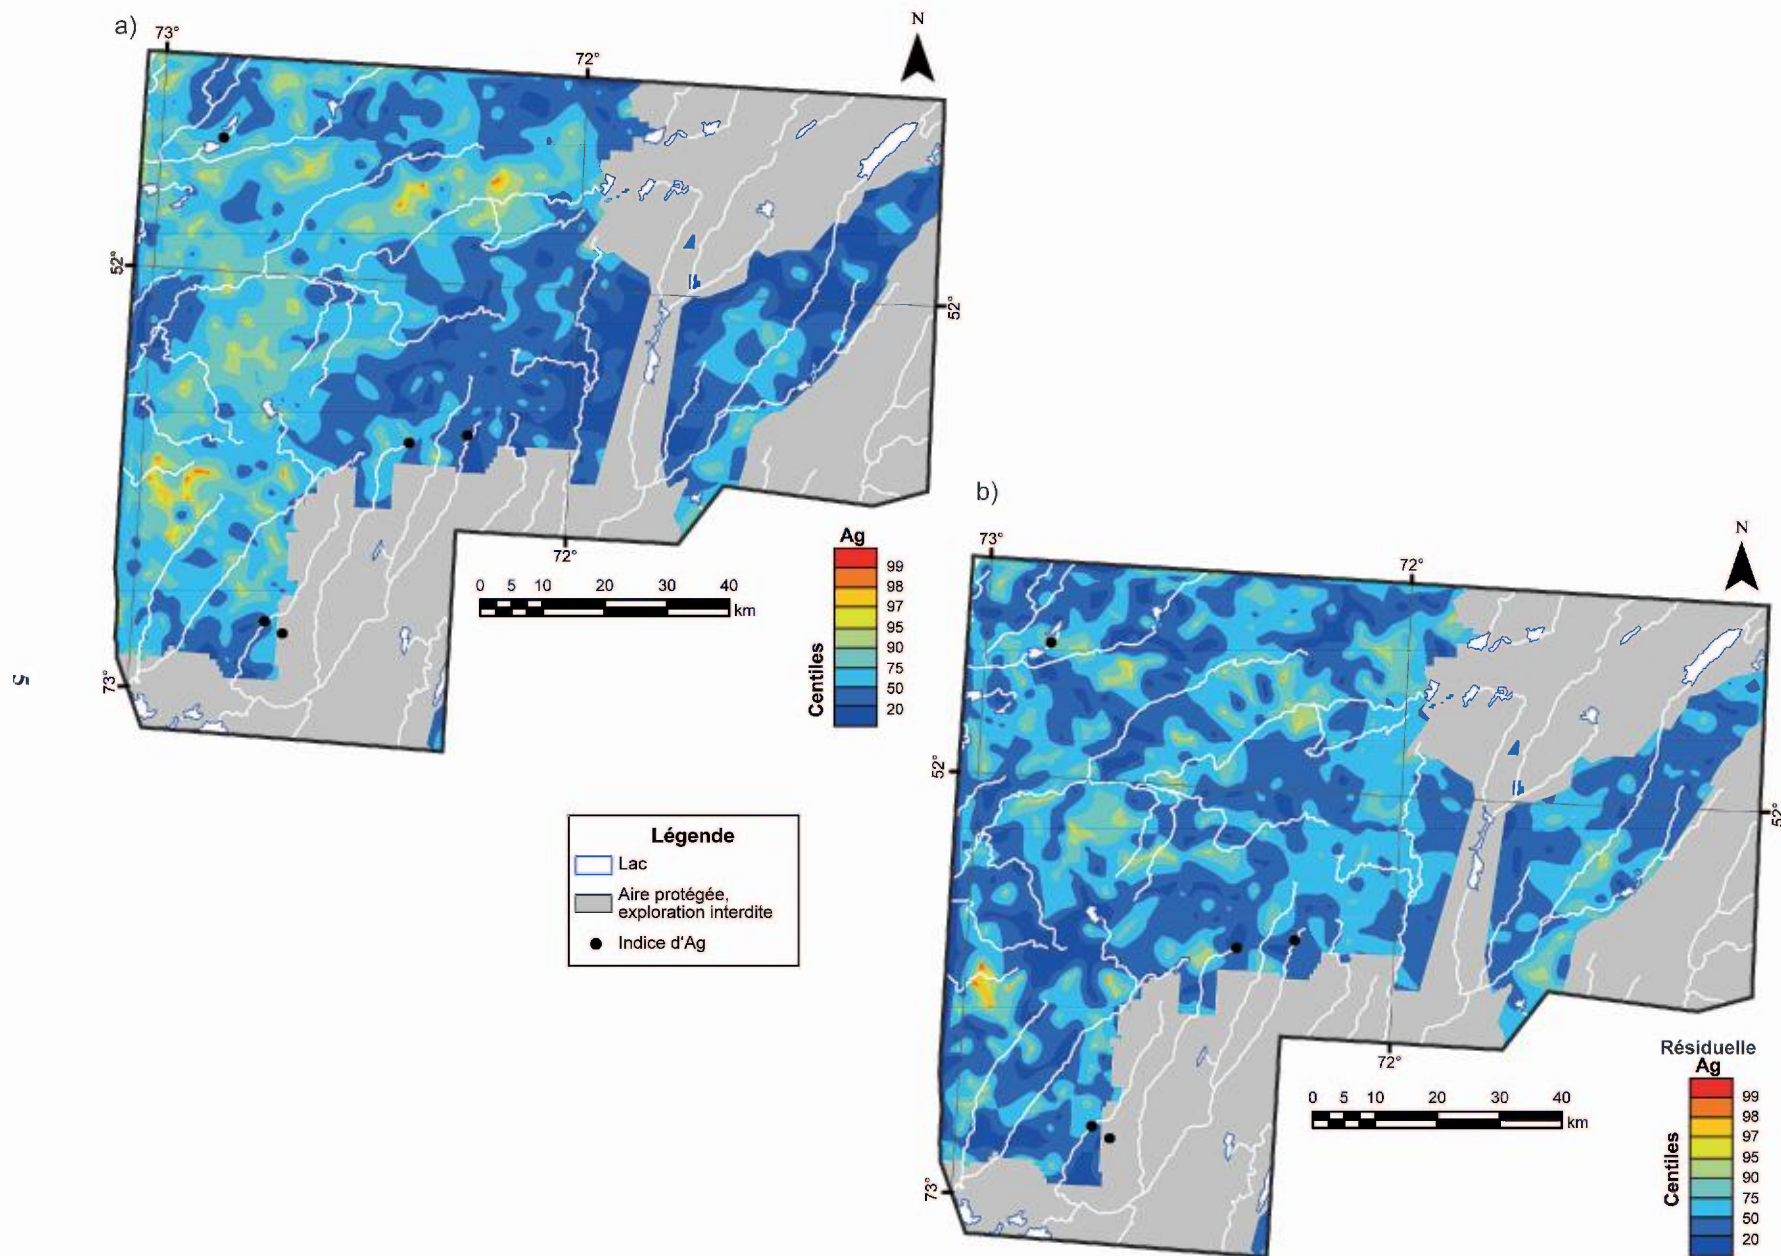 a)
73°
72°
N
52°
52°
73°
72°
0 5 10 20 30 40
km
Ag
99
98
97
95
90
75
50
20
Centiles
5
Légende
Lac
Aire protégée,
exploration interdite
Indice d'Ag
b)
73°
72°
N
52°
52°
73°
72°
0 5 10 20 30 40
km
Résiduelle
Ag
99
98
97
95
90
75
50
20
Centiles